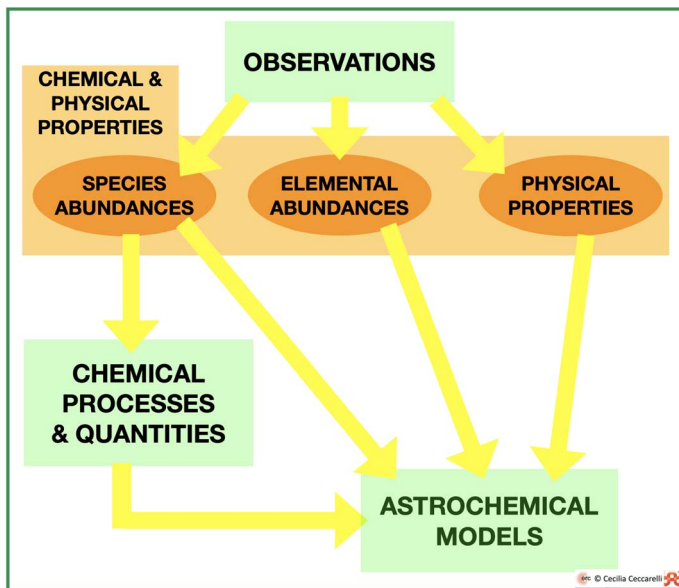 OBSERVATIONS
CHEMICAL &
PHYSICAL
PROPERTIES
SPECIES
ABUNDANCES
ELEMENTAL
ABUNDANCES
PHYSICAL
PROPERTIES
CHEMICAL
PROCESSES
& QUANTITIES
ASTROCHEMICAL
MODELS
© Cecilia Ceccarelli